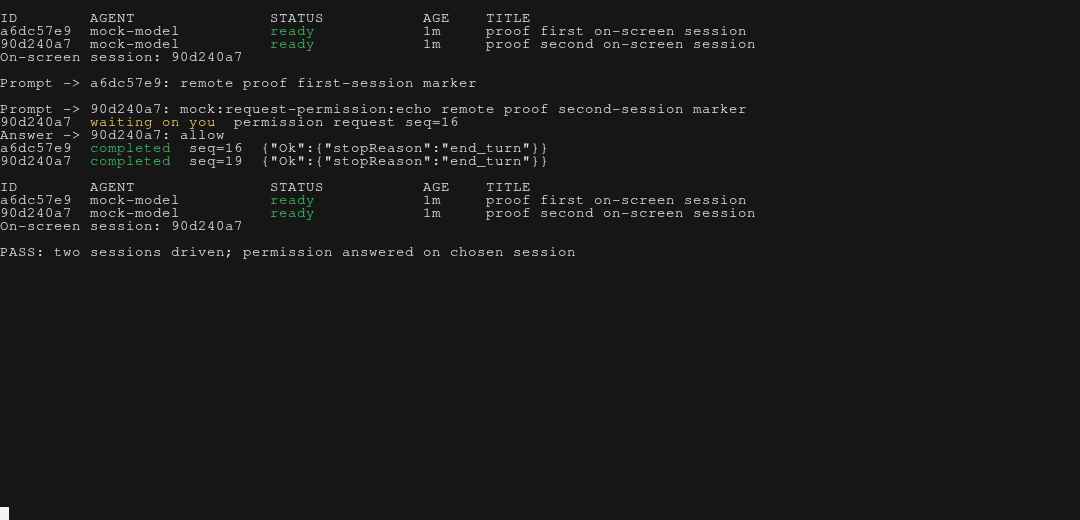 ID        AGENT               STATUS           AGE    TITLE
a6dc57e9  mock-model          ready            1m     proof first on-screen session
90d240a7  mock-model          ready            1m     proof second on-screen session
On-screen session: 90d240a7
Prompt -> a6dc57e9: remote proof first-session marker
Prompt -> 90d240a7: mock:request-permission:echo remote proof second-session marker
90d240a7  waiting on you  permission request seq=16
Answer -> 90d240a7: allow
a6dc57e9  completed  seq=16  {"Ok":{"stopReason":"end_turn"}}
90d240a7  completed  seq=19  {"Ok":{"stopReason":"end_turn"}}
ID        AGENT               STATUS           AGE    TITLE
a6dc57e9  mock-model          ready            1m     proof first on-screen session
90d240a7  mock-model          ready            1m     proof second on-screen session
On-screen session: 90d240a7
PASS: two sessions driven; permission answered on chosen session